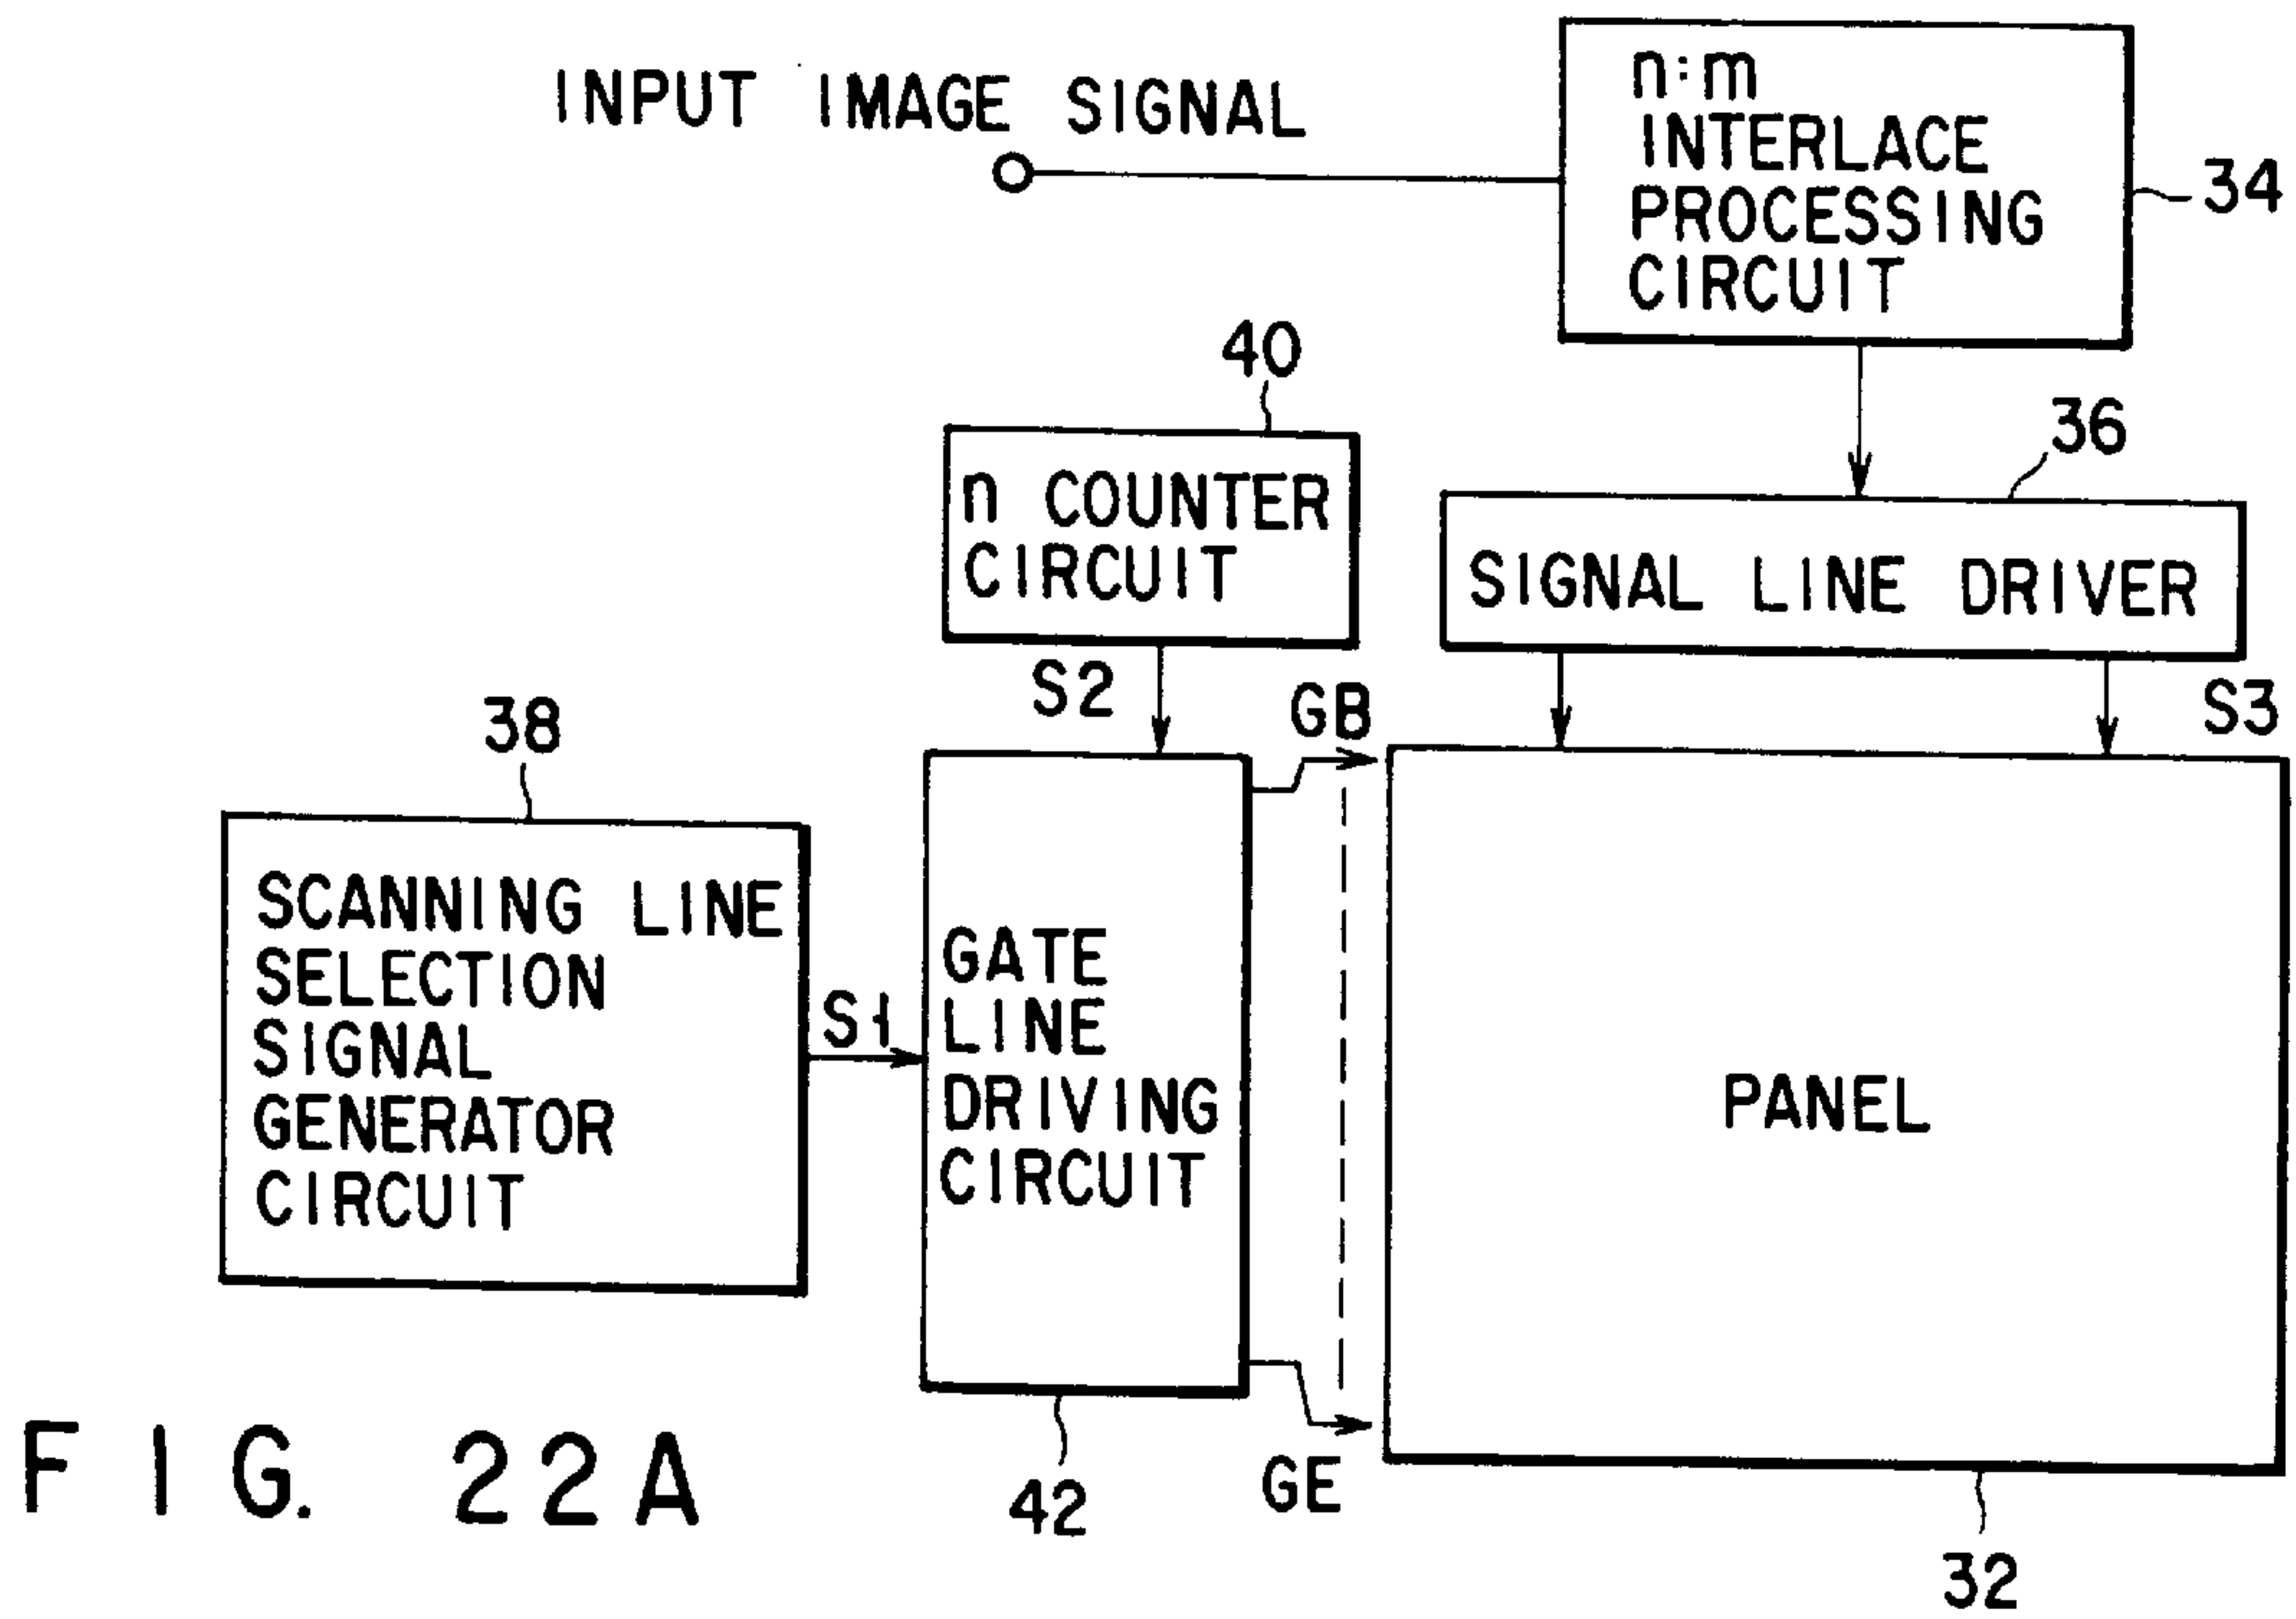 INPUT IMAGE SIGNAL
n:m
INTERLACE
PROCESSING
CIRCUIT
34
40
n COUNTER
CIRCUIT
36
SIGNAL LINE DRIVER
S2
GB
S3
38
SCANNING LINE
SELECTION
SIGNAL
GENERATOR
CIRCUIT
S1
GATE
LINE
DRIVING
CIRCUIT
PANEL
GE
42
32
FIG. 22A